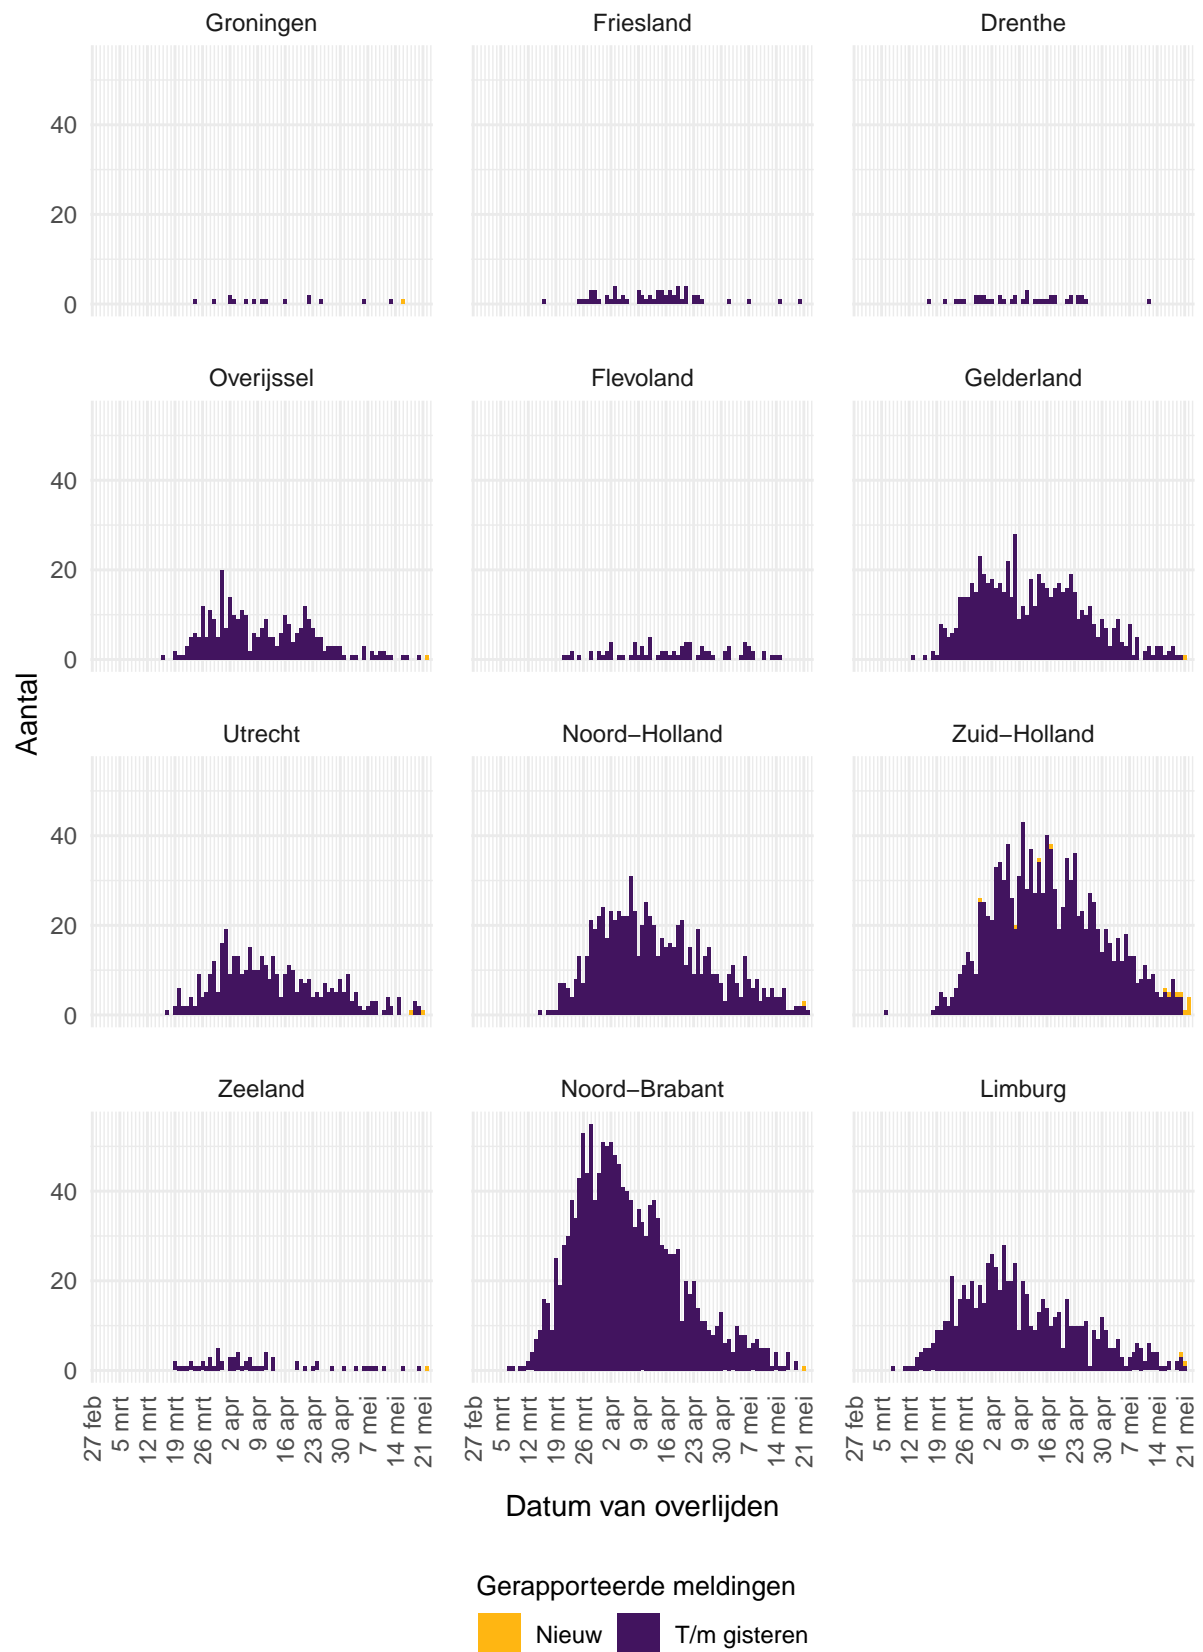 Groningen Friesland Drenthe
40
20
0
Overijssel Flevoland Gelderland
40
20
0
Aantal
Utrecht Noord–Holland Zuid–Holland
40
20
0
Zeeland Noord–Brabant Limburg
40
20
0
27 feb 5 mrt 12 mrt 19 mrt 26 mrt 2 apr 9 apr 16 apr 23 apr 30 apr 7 mei 14 mei 21 mei
27 feb 5 mrt 12 mrt 19 mrt 26 mrt 2 apr 9 apr 16 apr 23 apr 30 apr 7 mei 14 mei 21 mei
27 feb 5 mrt 12 mrt 19 mrt 26 mrt 2 apr 9 apr 16 apr 23 apr 30 apr 7 mei 14 mei 21 mei
Datum van overlijden
Gerapporteerde meldingen
Nieuw T/m gisteren